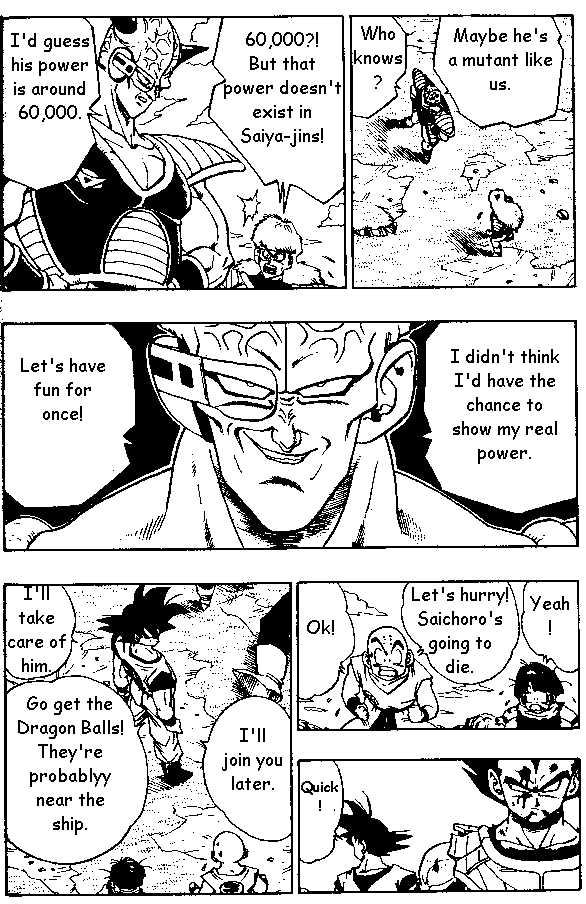 I'd guess
his power
is around
60,000.
60,000?!
But that
power doesn't
exist in
Saiya-jins!
Who
knows
?
Maybe he's
a mutant like
us.
Let's have
fun for
once!
I didn't think
I'd have the
chance to
show my real
power.
I'll
take
care of
him.
Go get the
Dragon Balls!
They're
probablyy
near the
ship.
I'll
join you
later.
Ok!
Let's hurry!
Saichoro's
going to
die.
Yeah
!
Quick
!